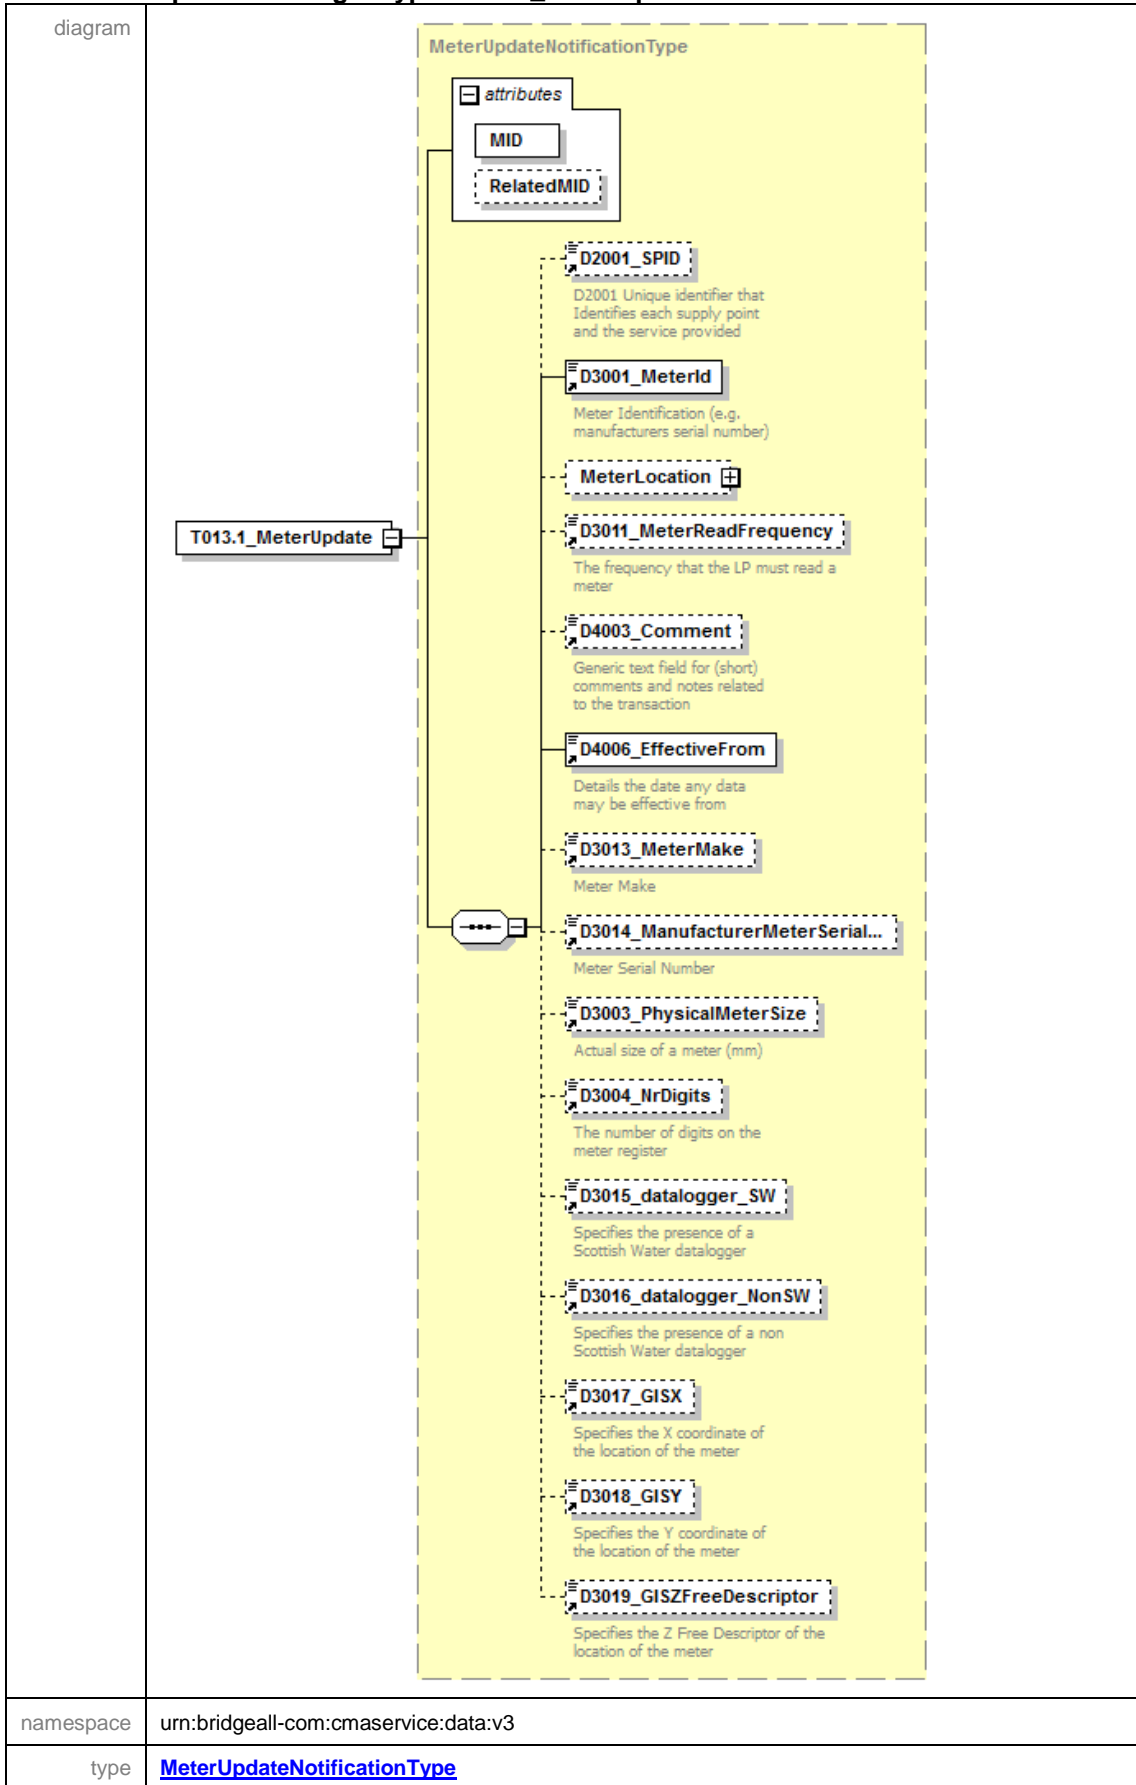 diagram
MeterUpdateNotificationType
attributes
MID
RelatedMID
D2001_SPID
D2001 Unique identifier that
Identifies each supply point
and the service provided
D3001_MeterId
Meter Identification (e.g.
manufacturers serial number)
MeterLocation
T013.1_MeterUpdate
D3011_MeterReadFrequency
The frequency that the LP must read a
meter
D4003_Comment
Generic text field for (short)
comments and notes related
to the transaction
D4006_EffectiveFrom
Details the date any data
may be effective from
D3013_MeterMake
Meter Make
D3014_ManufacturerMeterSerial...
Meter Serial Number
D3003_PhysicalMeterSize
Actual size of a meter (mm)
D3004_NrDigits
The number of digits on the
meter register
D3015_datalogger_SW
Specifies the presence of a
Scottish Water datalogger
D3016_datalogger_NonSW
Specifies the presence of a non
Scottish Water datalogger
D3017_GISX
Specifies the X coordinate of
the location of the meter
D3018_GISY
Specifies the Y coordinate of
the location of the meter
D3019_GISZFreeDescriptor
Specifies the Z Free Descriptor of the
location of the meter
namespace urn:bridgeall-com:cmaservice:data:v3
type MeterUpdateNotificationType